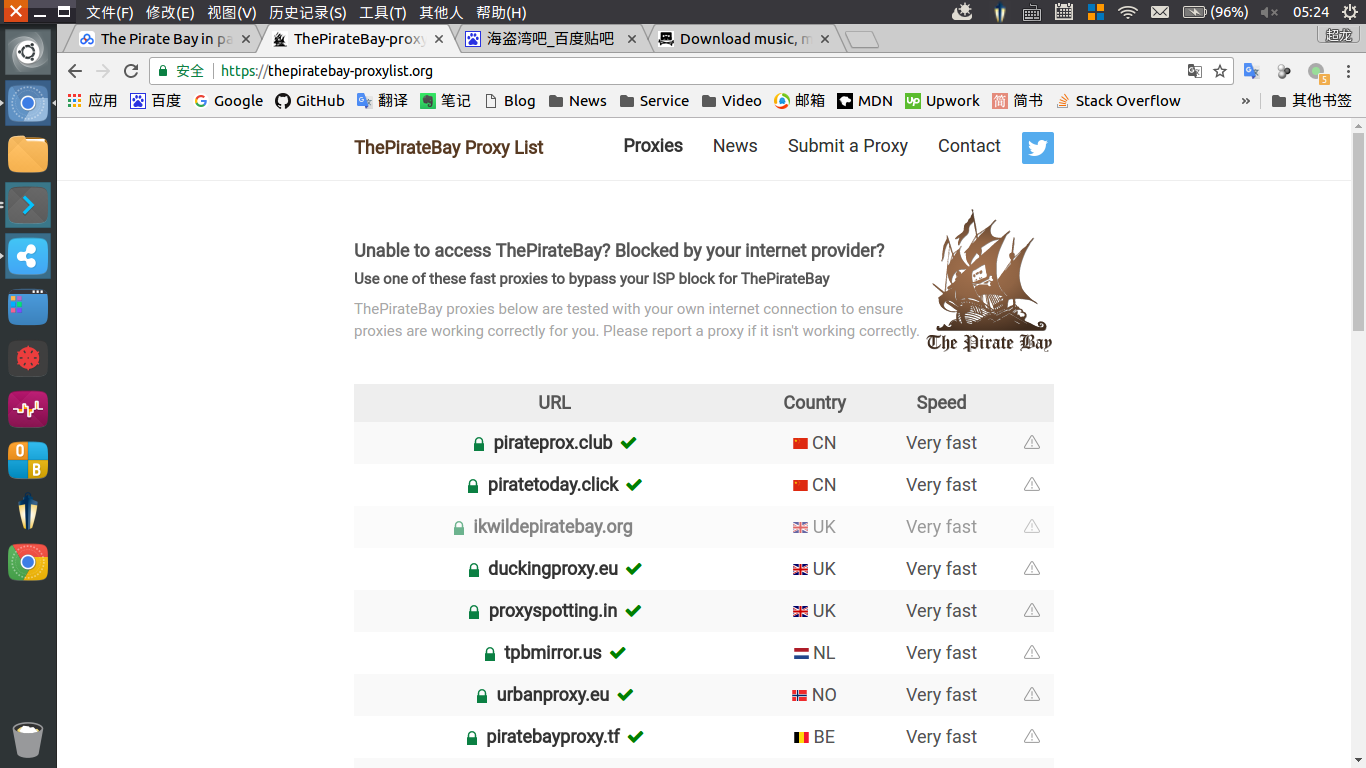 文件(F) 修改(E) 视图(V) 历史记录(S) 工具(T) 其他人 帮助(H) (96%) 05:24
The Pirate Bay in pa ThePirateBay-proxy 海盗湾吧_百度贴吧 Download music, m 超龙
安全 https://thepiratebay-proxylist.org 5
应用 百度 Google GitHub 翻译 笔记 Blog News Service Video 邮箱 MDN Upwork 简书 Stack Overflow » 其他书签
ThePirateBay Proxy List Proxies News Submit a Proxy Contact
Unable to access ThePirateBay? Blocked by your internet provider?
Use one of these fast proxies to bypass your ISP block for ThePirateBay
ThePirateBay proxies below are tested with your own internet connection to ensure
proxies are working correctly for you. Please report a proxy if it isn't working correctly.
The Pirate Bay
URL Country Speed
pirateprox.club CN Very fast
piratetoday.click CN Very fast
ikwildepiratebay.org UK Very fast
duckingproxy.eu UK Very fast
proxyspotting.in UK Very fast
tpbmirror.us NL Very fast
urbanproxy.eu NO Very fast
piratebayproxy.tf BE Very fast